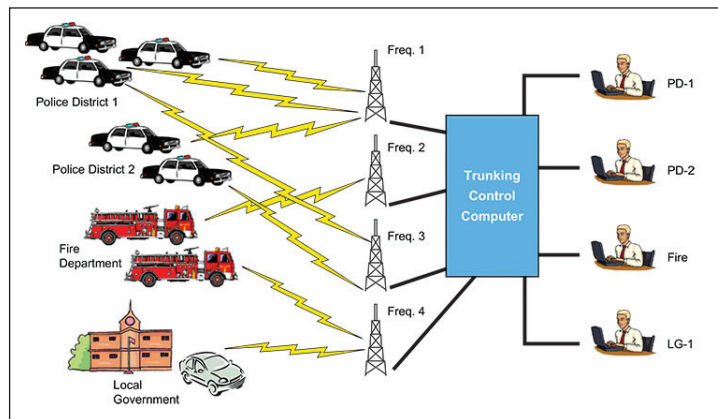 Freq. 1
Police District 1
PD-1
Freq. 2
Police District 2
Trunking
Control
Computer
PD-2
Fire
Department
Freq. 3
Fire
Freq. 4
Local
Government
LG-1